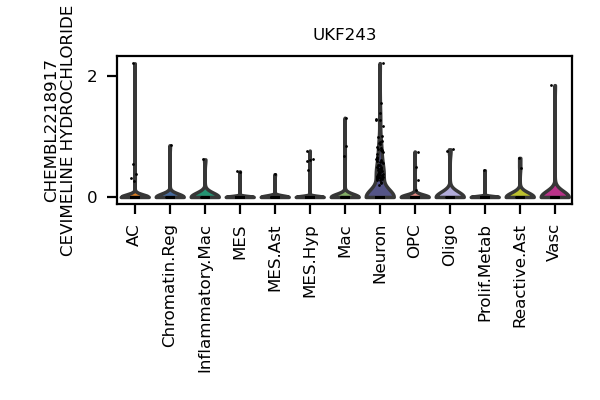 UKF243
CHEMBL2218917
CEVIMELINE HYDROCHLORIDE
2
0
AC
Chromatin.Reg
Inflammatory.Mac
MES
MES.Ast
MES.Hyp
Mac
Neuron
OPC
Oligo
Prolif.Metab
Reactive.Ast
Vasc